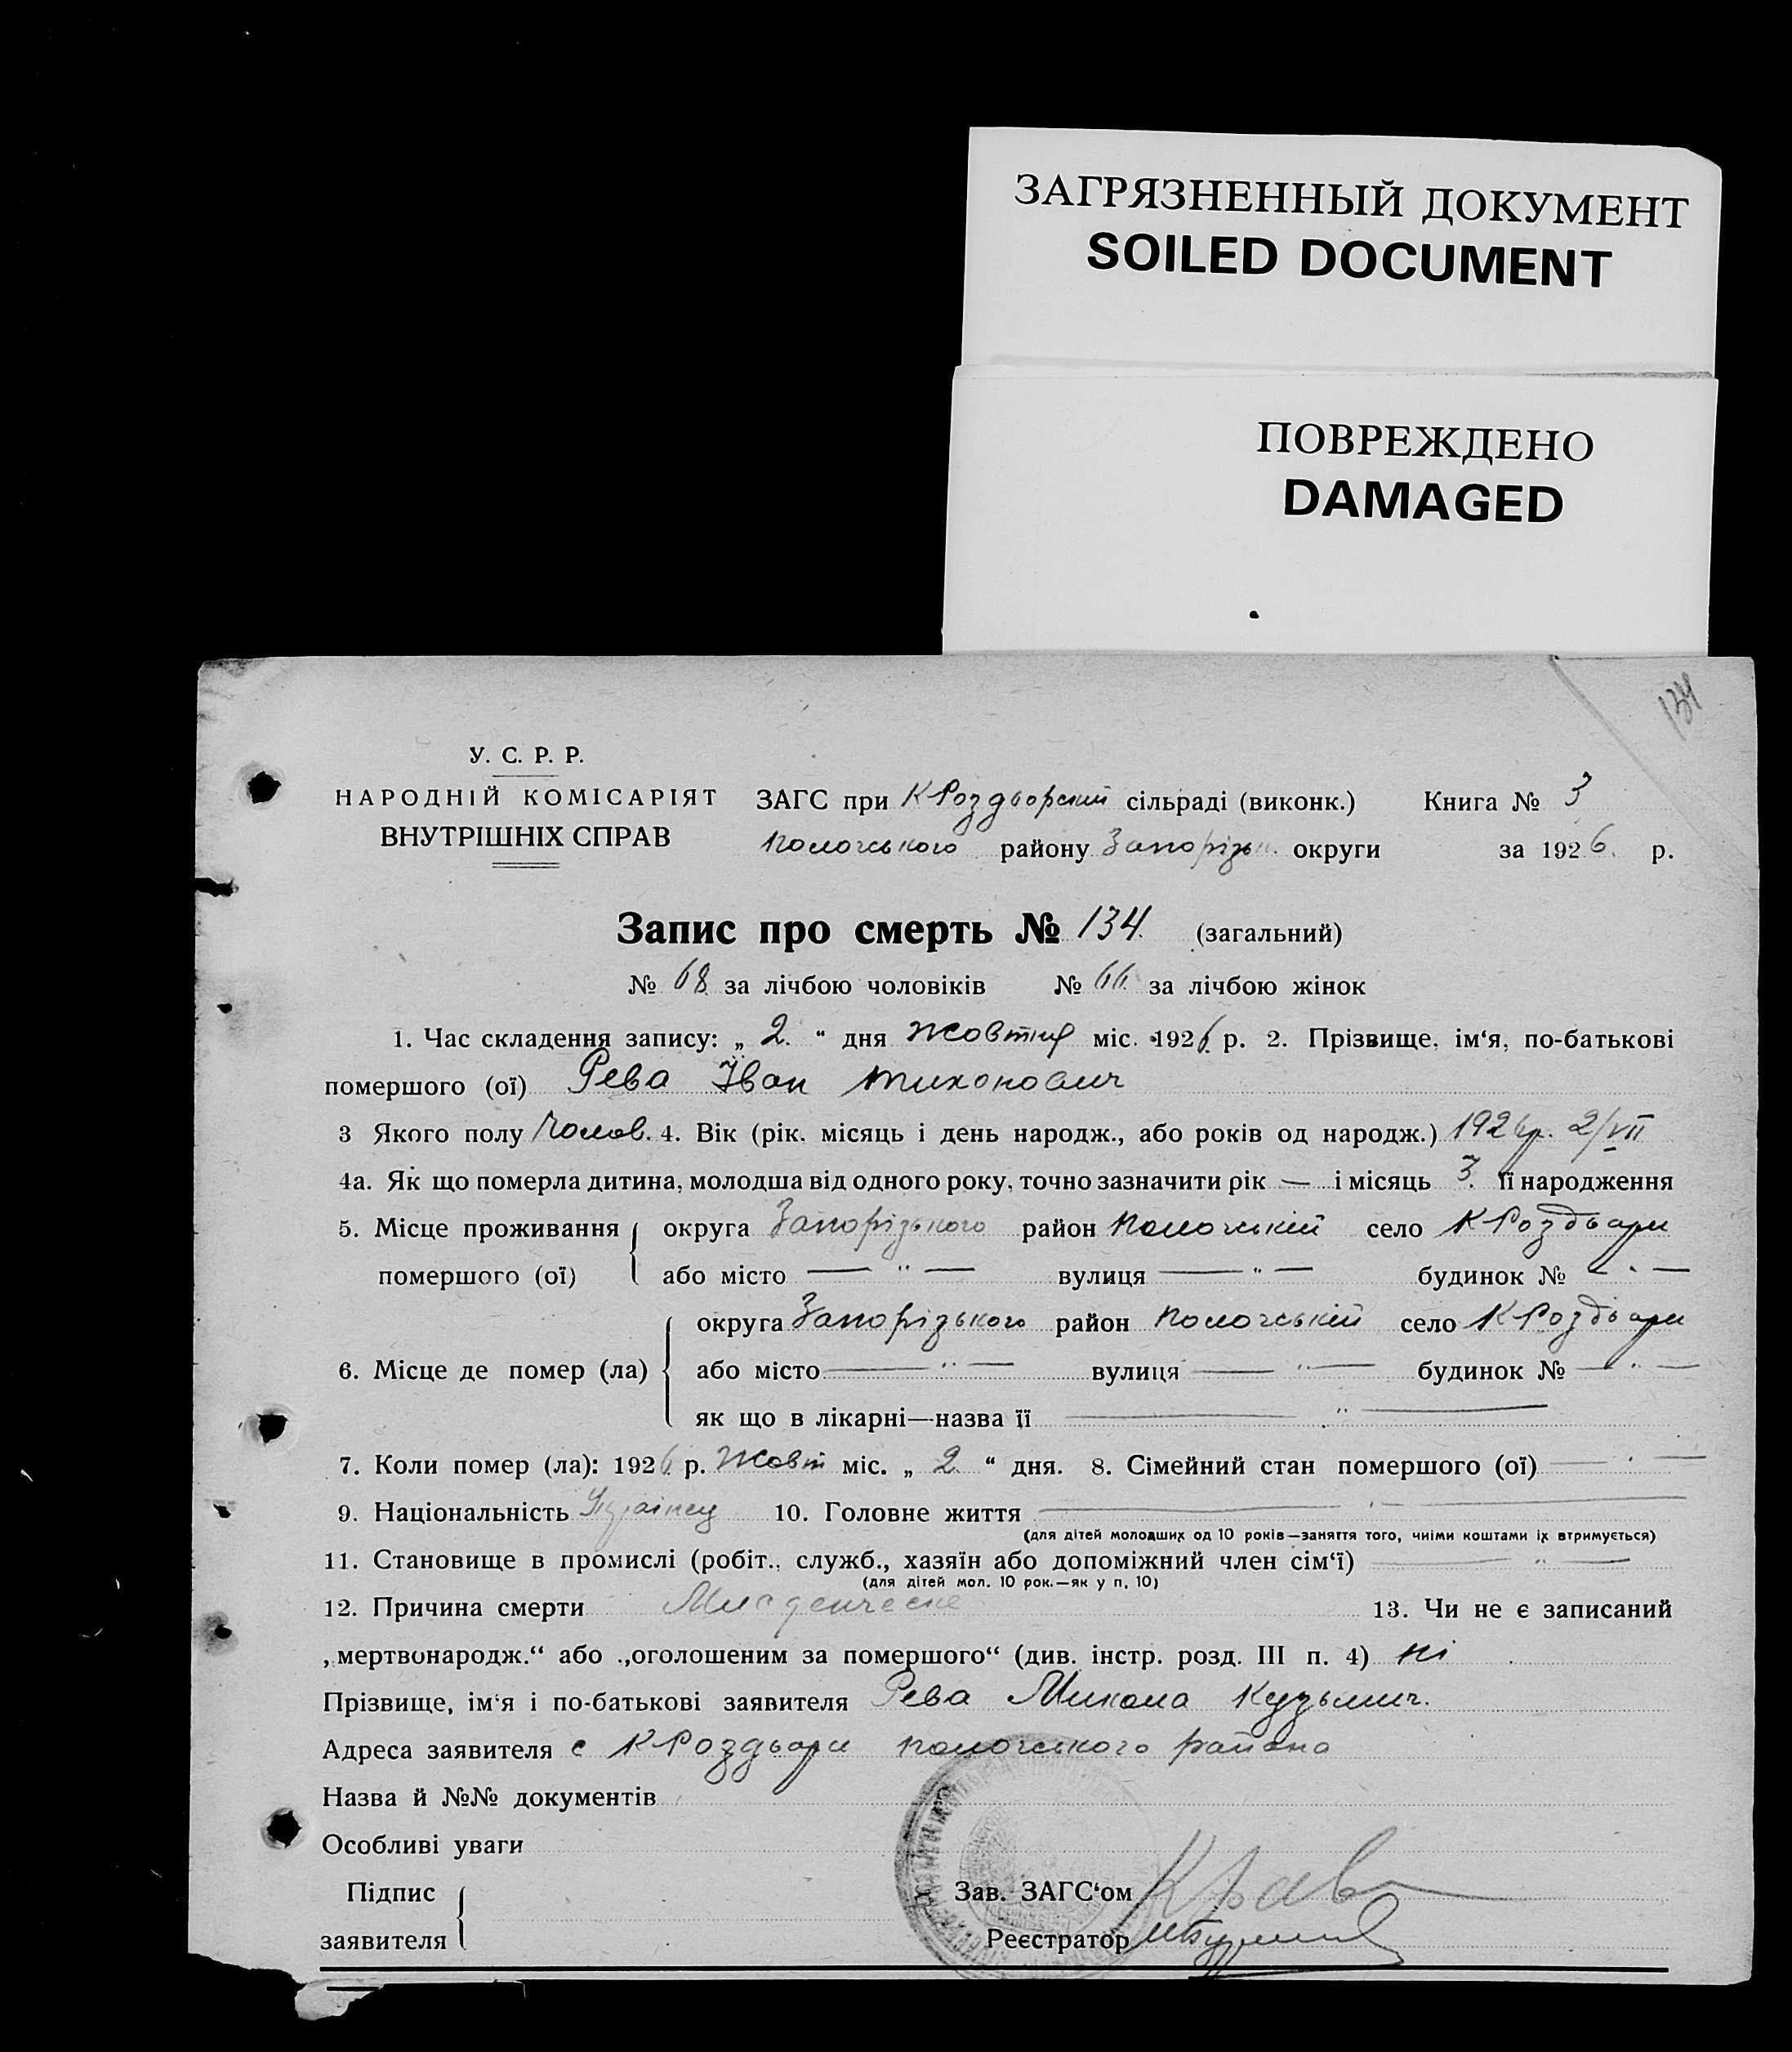 ЗАГРЯЗНЕННЫЙ ДОКУМЕНТ
SOILED DOCUMENT
ПОВРЕЖДЕНО
DAMAGED
134
У. С. Р. Р.
НАРОДНІЙ КОМІСАРІЯТ
ВНУТРІШНІХ СПРАВ
ЗАГС при КРоздворский сільраді (виконк.) Книга № 3
Пологського району Запорізьк. округи за 1926. р.
Запис про смерть № 134. (загальний)
№ 68. за лічбою чоловіків № 66. за лічбою жінок
1. Час складення запису: „ 2. “ дня Жовтня міс. 1926 р. 2. Прізвище, ім‘я, по-батькові
помершого (ої) Рева Іван Тихонович
3 Якого полу Чолов. 4. Вік (рік. місяць і день народж., або років од народж.) 1926р. 2/VII
4а. Як що померла дитина, молодша від одного року, точно зазначити рік — і місяць 3. її народження
5. Місце проживання помершого (ої) { округа Запорізького район Пологський село КРоздори
або місто — " — вулиця — " — будинок № — " —
6. Місце де помер (ла) { округа Запорізького район Пологський село КРоздори
або місто — " — вулиця — " — будинок № — " —
як що в лікарні—назва її — " —
7. Коли помер (ла): 1926. р. Жовт міс. „ 2. “ дня. 8. Сімейний стан помершого (ої) — " —
9. Національність Українец 10. Головне життя — " —
(для дітей молодших од 10 років—заняття того, чиїми коштами їх втримується)
11. Становище в промислі (робіт., служб., хазяїн або допоміжний член сім‘ї) — " —
(для дітей мол. 10 рок.—як у п. 10)
12. Причина смерти 13. Чи не є записаний
„мертвонародж.“ або „оголошеним за помершого“ (див. інстр. розд. III п. 4) ні
Прізвище, ім‘я і по-батькові заявителя Рева Микола Кузьмич.
Адреса заявителя с КРоздори Пологського района
Назва й №№ документів
Особливі уваги
Підпис заявителя {
Зав. ЗАГС‘ом
Реєстратор